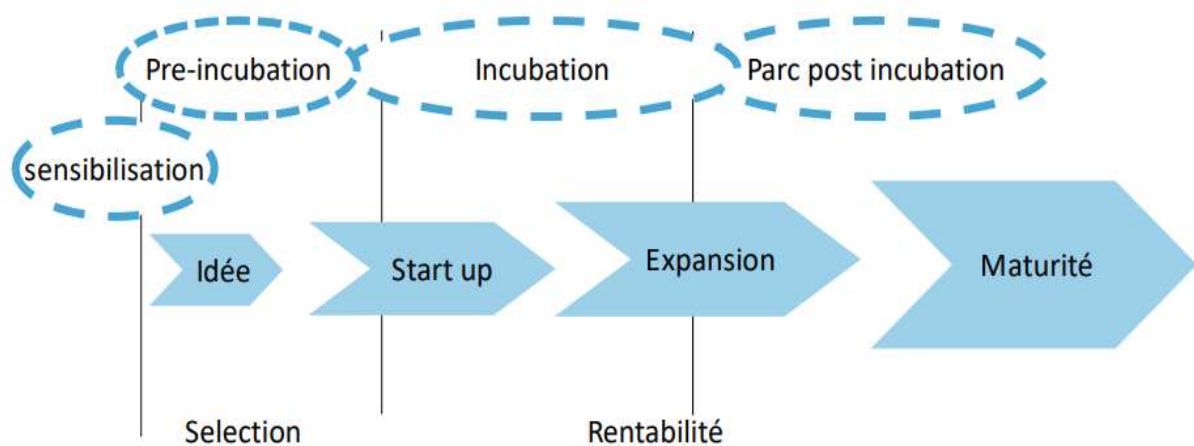 Pre-incubation
Incubation
Parc post incubation
sensibilisation
Idée
Start up
Expansion
Maturité
Selection
Rentabilité